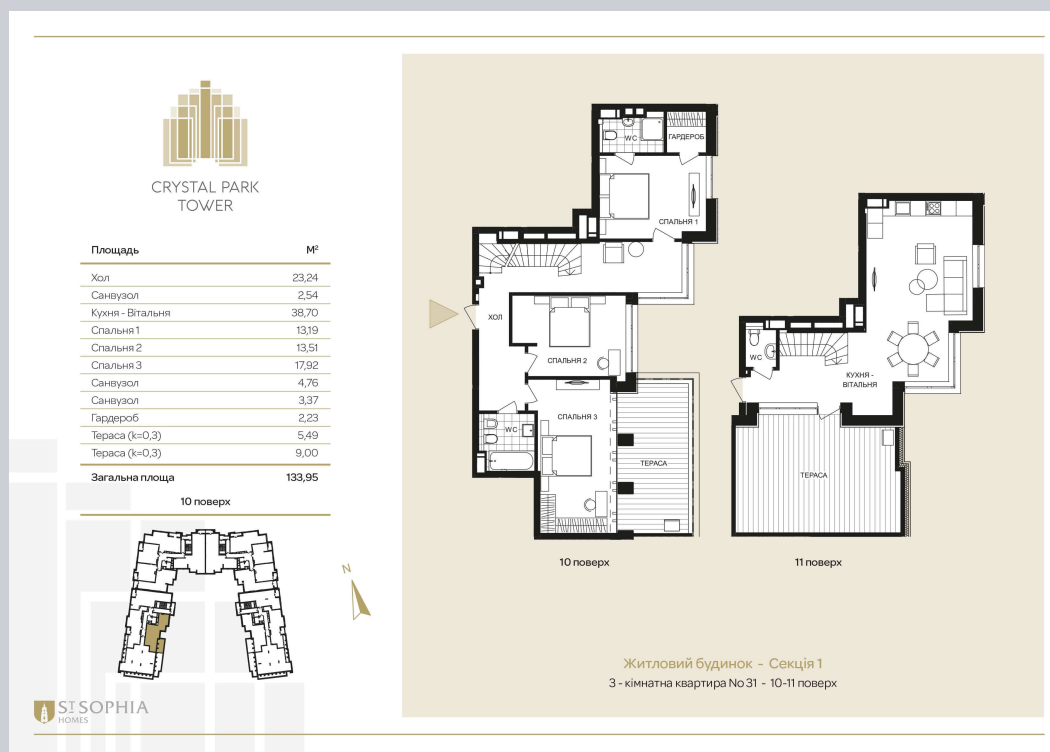 CRYSTAL PARK
TOWER
Площадь М²
Хол 23,24
Санвузол 2,54
Кухня - Вітальня 38,70
Спальня 1 13,19
Спальня 2 13,51
Спальня 3 17,92
Санвузол 4,76
Санвузол 3,37
Гардероб 2,23
Тераса (k=0,3) 5,49
Тераса (k=0,3) 9,00
Загальна площа 133,95
10 поверх
N
ST SOPHIA
HOMES
WC
ГАРДЕРОБ
СПАЛЬНЯ 1
ХОЛ
СПАЛЬНЯ 2
СПАЛЬНЯ 3
WC
ТЕРАСА
10 поверх
WC
КУХНЯ -
ВІТАЛЬНЯ
ТЕРАСА
11 поверх
Житловий будинок - Секція 1
3 - кімнатна квартира No 31 - 10-11 поверх